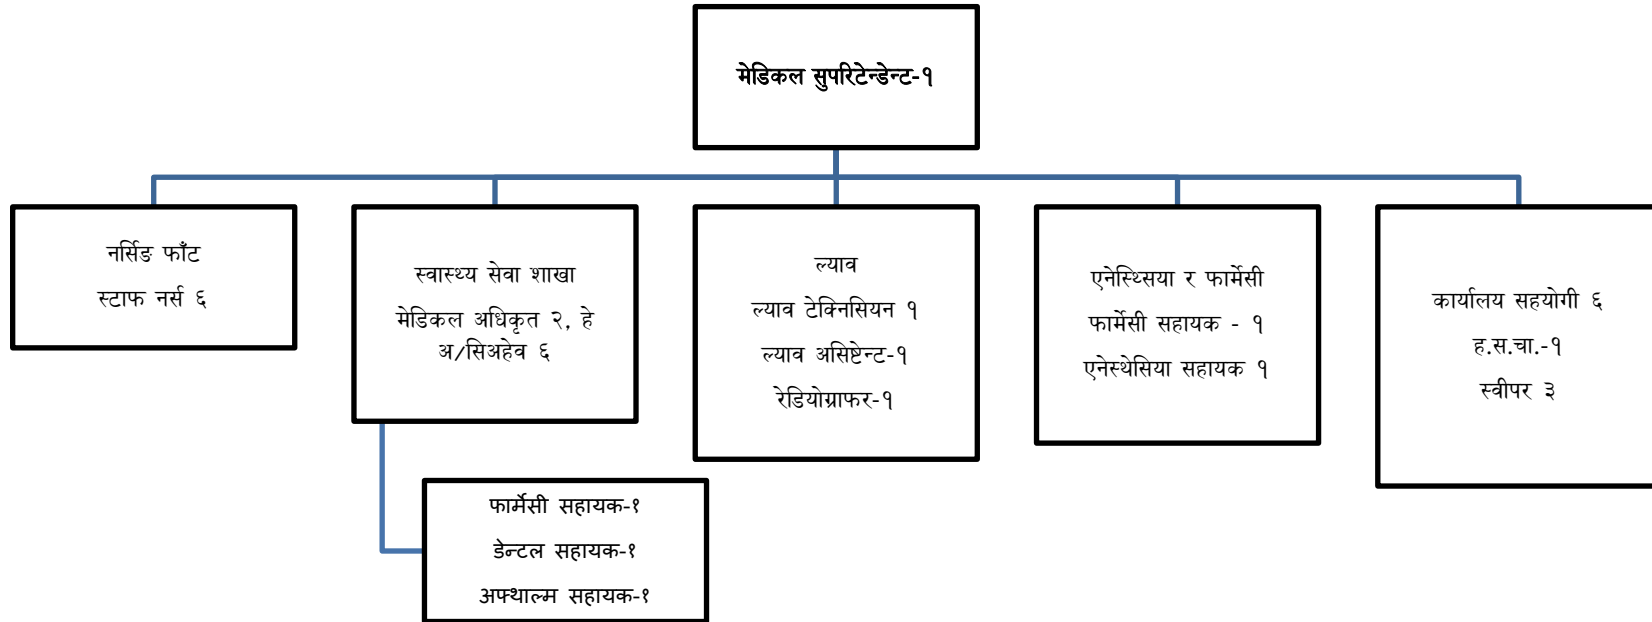 मेडिकल सुपरिटेन्डेन्ट-१
नर्सिङ फाँट
स्टाफ नर्स ६
स्वास्थ्य सेवा शाखा
मेडिकल अधिकृत २, हे
अ/सिअहेव ६
ल्याव
ल्याव टेक्निसियन १
ल्याव असिष्टेन्ट-१
रेडियोग्राफर-१
एनेस्थ्सिया र फार्मेसी
फार्मेसी सहायक - १
एनेस्थेसिया सहायक १
कार्यालय सहयोगी ६
ह.स.चा.-१
स्वीपर ३
फार्मेसी सहायक-१
डेन्टल सहायक-१
अफ्थाल्म सहायक-१